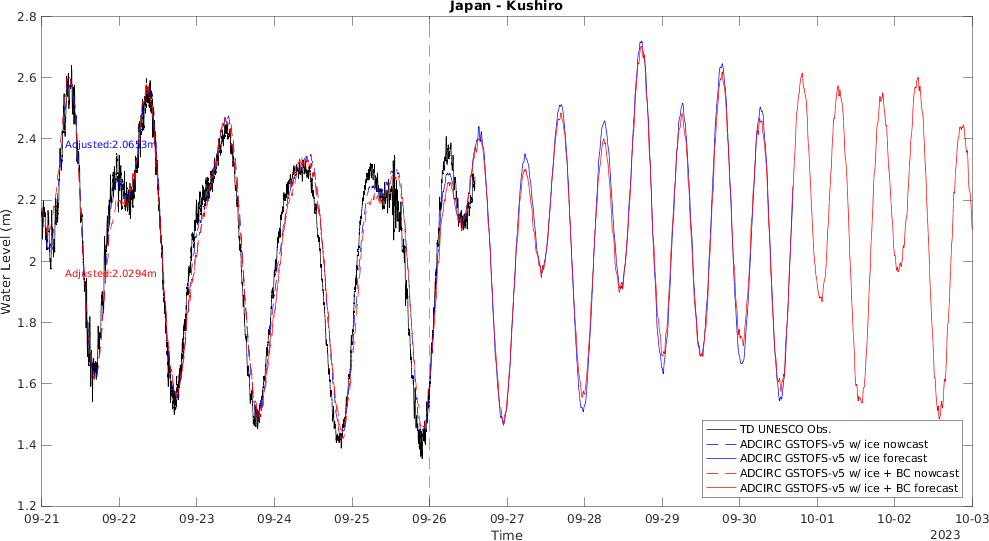 Japan - Kushiro
2.8
2.6
2.4
2.2
2
1.8
1.6
1.4
1.2
Water Level (m)
Adjusted:2.0653m
Adjusted:2.0294m
TD UNESCO Obs.
ADCIRC GSTOFS-v5 w/ ice nowcast
ADCIRC GSTOFS-v5 w/ ice forecast
ADCIRC GSTOFS-v5 w/ ice + BC nowcast
ADCIRC GSTOFS-v5 w/ ice + BC forecast
09-21 09-22 09-23 09-24 09-25 09-26 09-27 09-28 09-29 09-30 10-01 10-02 10-03
Time
2023